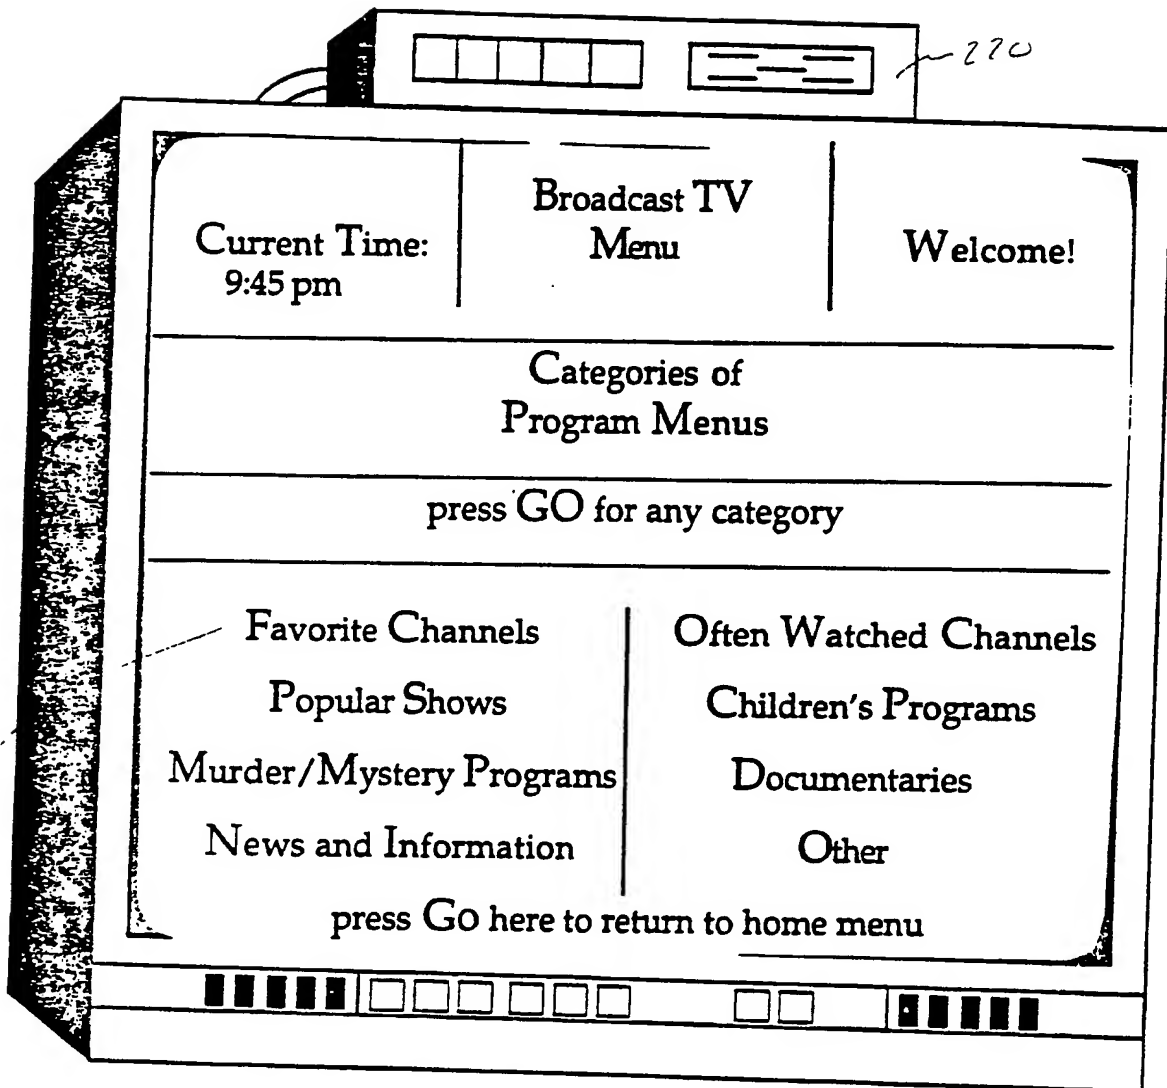 220
Broadcast TV
Menu
Current Time:
9:45 pm
Welcome!
Categories of
Program Menus
press GO for any category
Favorite Channels
Often Watched Channels
Popular Shows
Children's Programs
Murder/Mystery Programs
Documentaries
News and Information
Other
press Go here to return to home menu